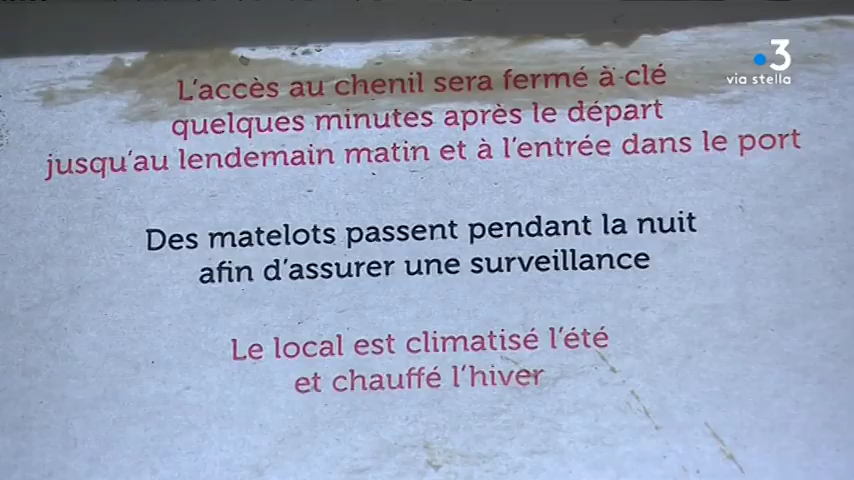 3
via stella
L'accès au chenil sera fermé à clé
quelques minutes après le départ
jusqu'au lendemain matin et à l'entrée dans le port
Des matelots passent pendant la nuit
afin d'assurer une surveillance
Le local est climatisé l'été
et chauffé l'hiver